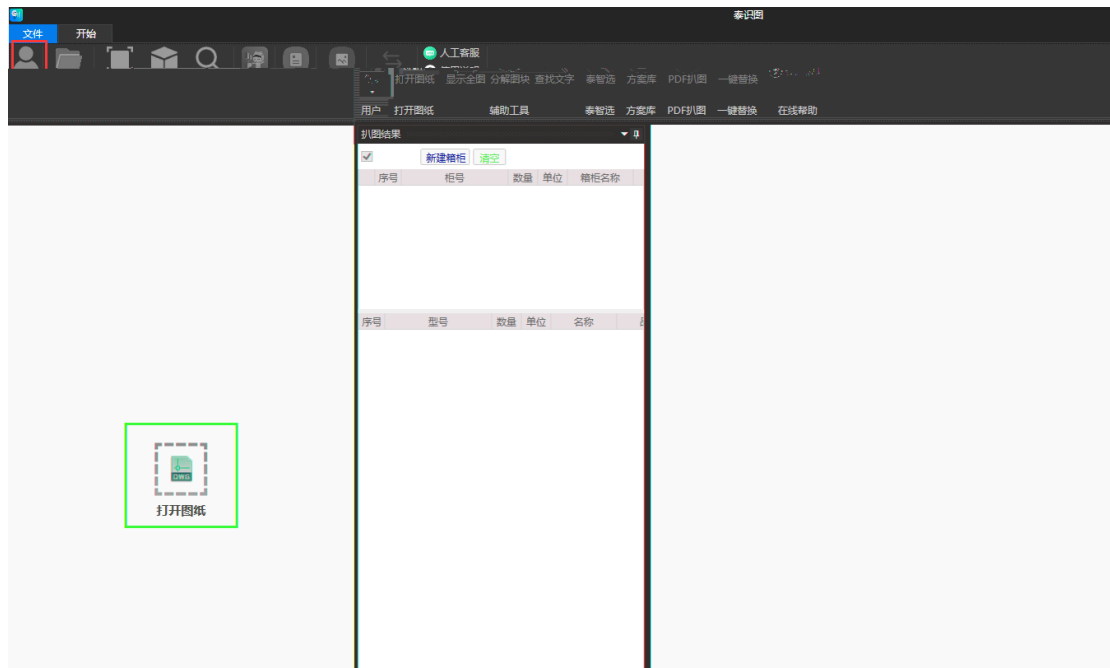 泰识图
文件 开始
人工客服
打开图纸 显示全图 分解图块 查找文字 泰智选 方案库 PDF扒图 一键替换
用户 打开图纸 辅助工具 泰智选 方案库 PDF扒图 一键替换 在线帮助
扒图结果
新建箱柜 清空
序号 柜号 数量 单位 箱柜名称
序号 型号 数量 单位 名称
DWG
打开图纸